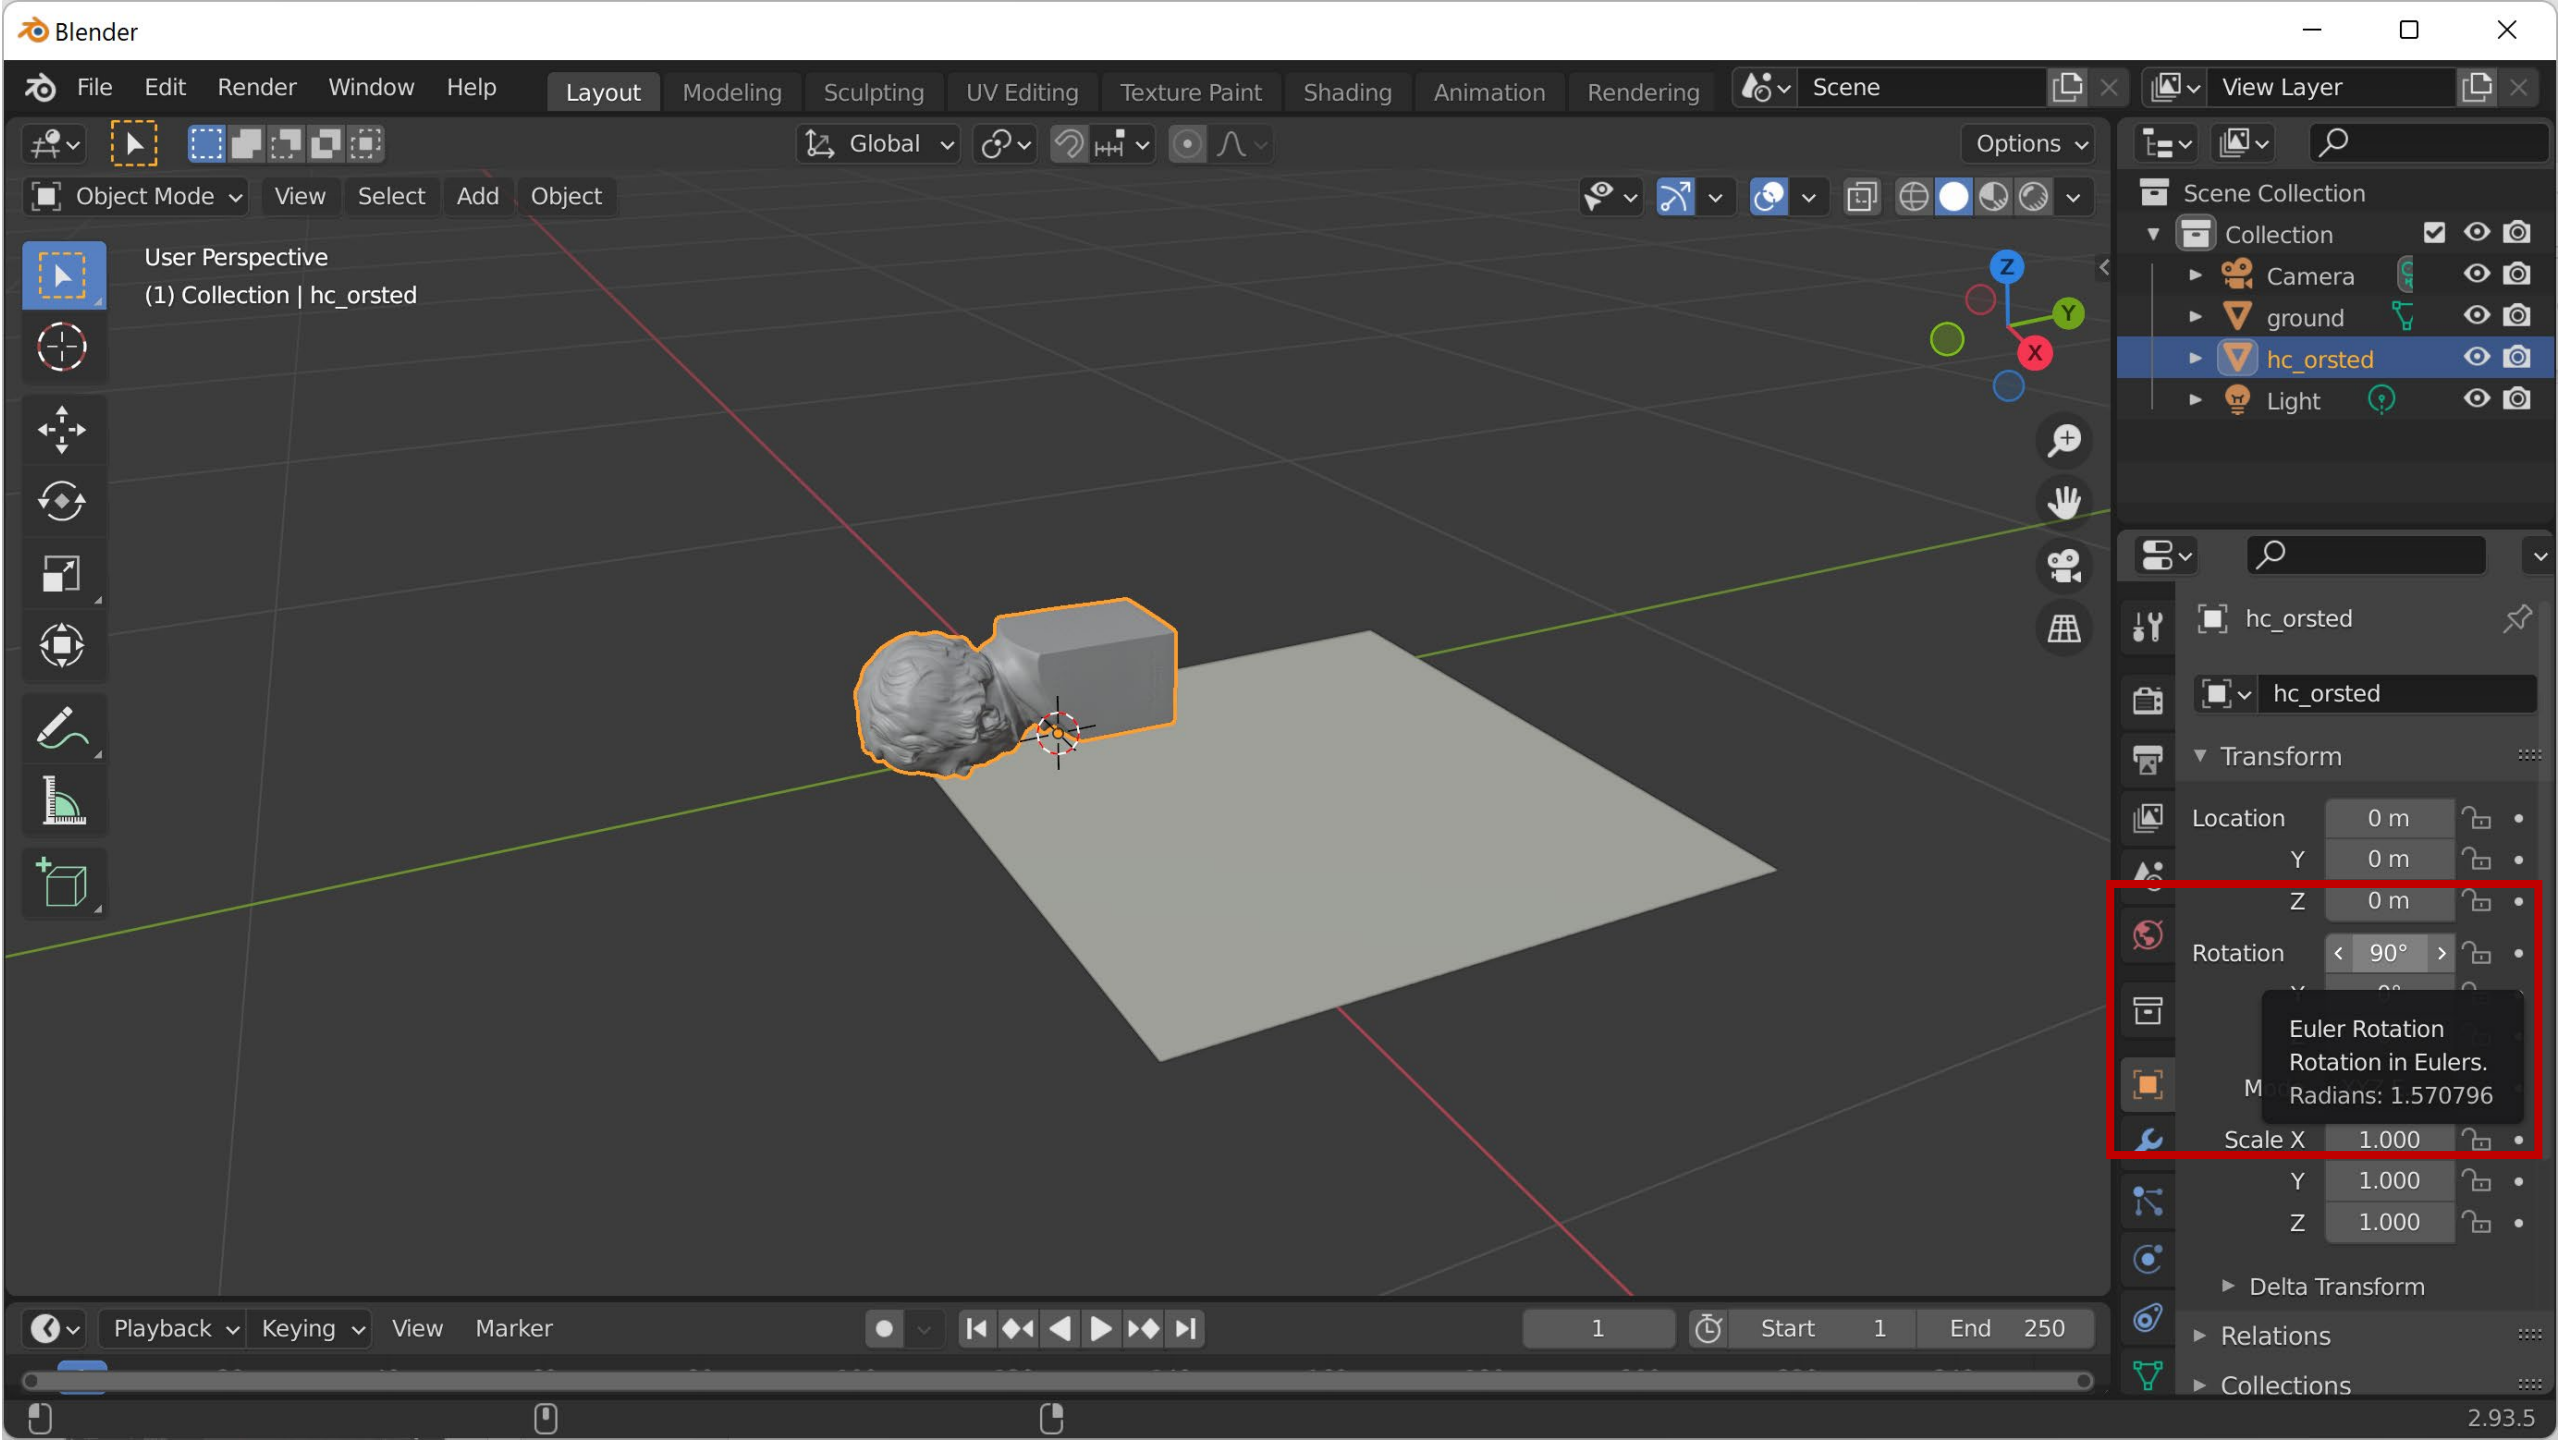 Blender
File Edit Render Window Help Layout Modeling Sculpting UV Editing Texture Paint Shading Animation Rendering Scene View Layer
Global Options
Object Mode View Select Add Object
User Perspective
(1) Collection | hc_orsted
Z
Y
X
Scene Collection
Collection
Camera
ground
hc_orsted
Light
hc_orsted
hc_orsted
Transform
Location 0 m
Y 0 m
Z 0 m
Rotation 90°
Euler Rotation
Rotation in Eulers.
Radians: 1.570796
Scale X 1.000
Y 1.000
Z 1.000
Delta Transform
Relations
Collections
Playback Keying View Marker 1 Start 1 End 250
2.93.5